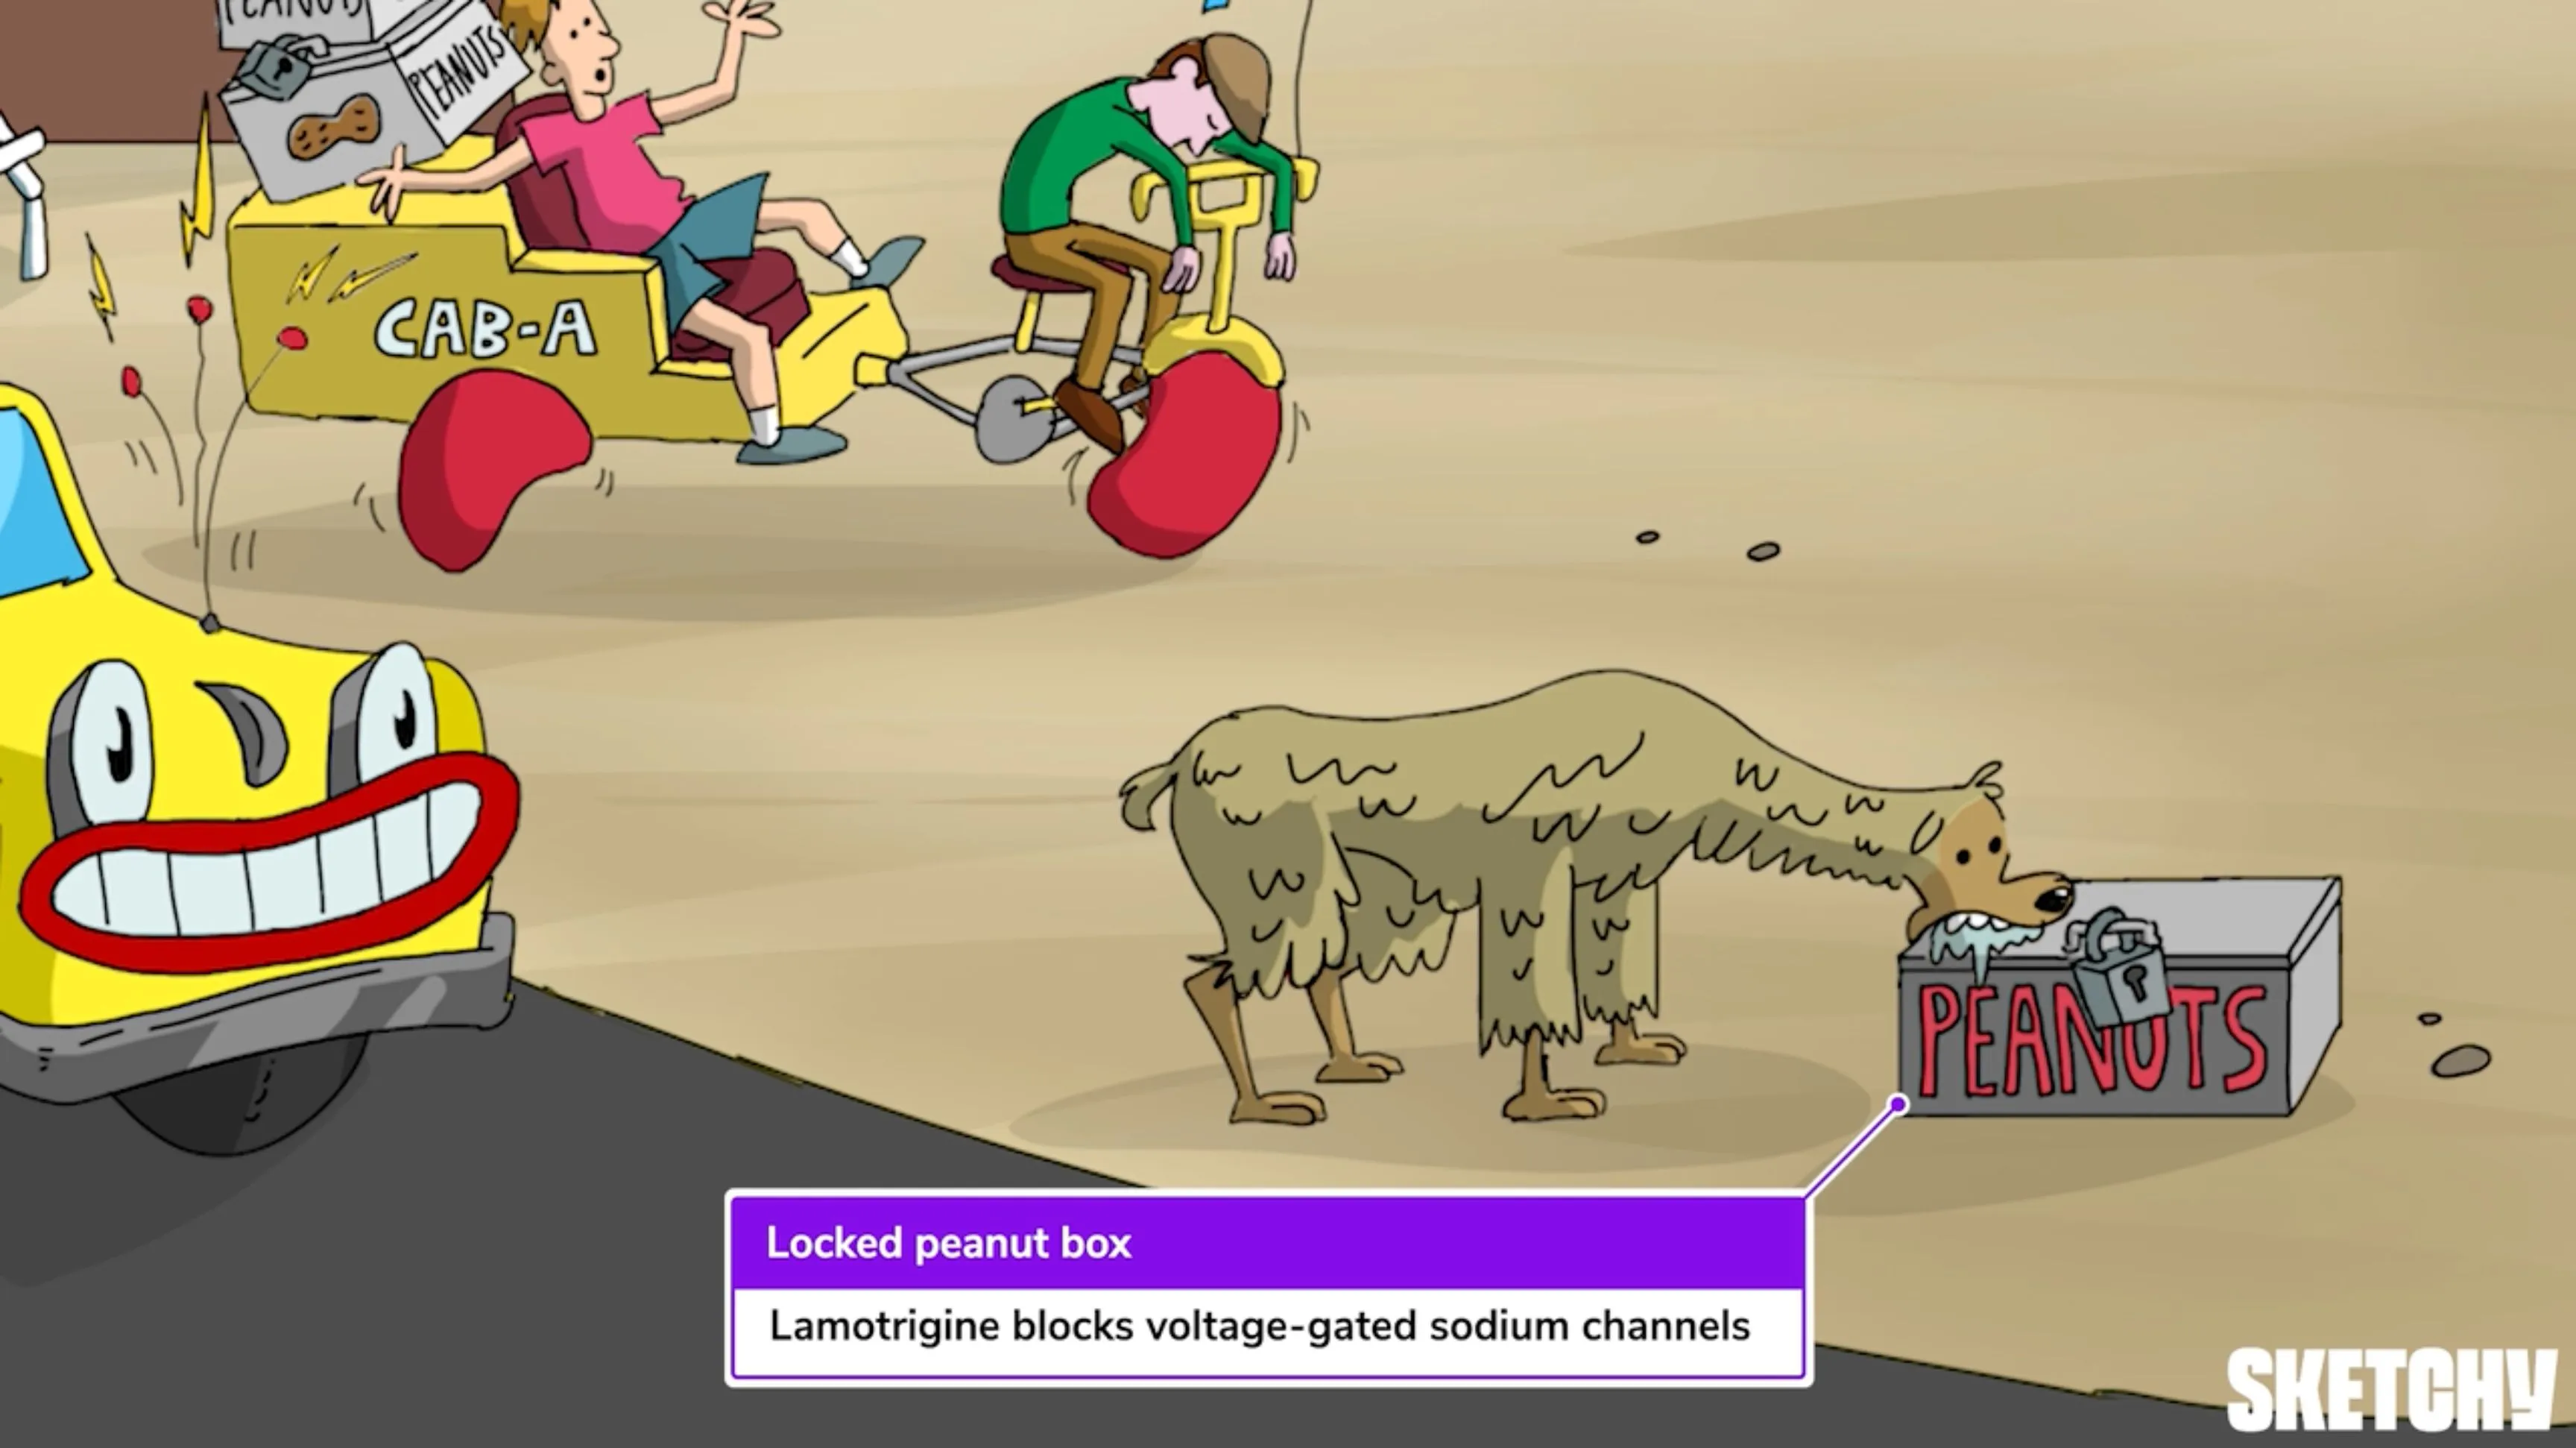 PEANUTS
PEANUTS
CAB-A
PEANUTS
Locked peanut box
Lamotrigine blocks voltage-gated sodium channels
SKETCHY